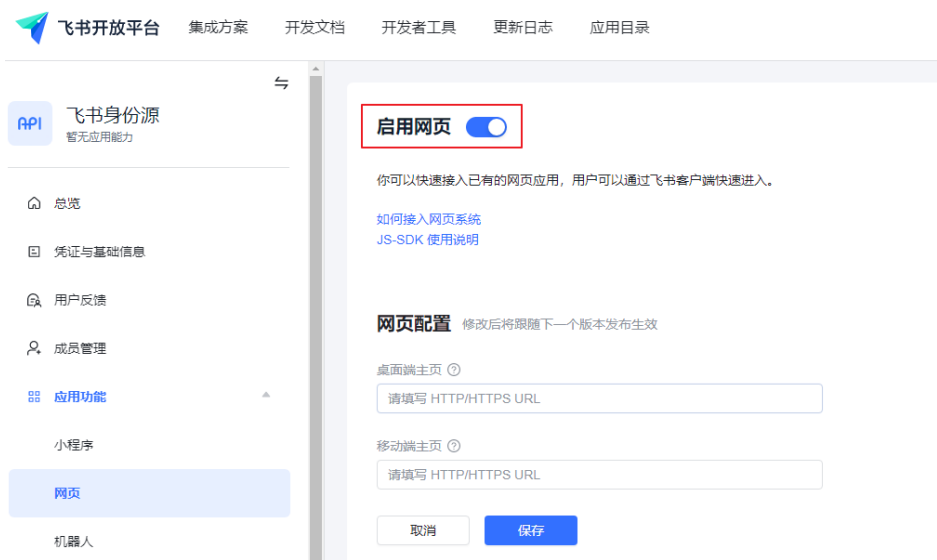 飞书开放平台 集成方案 开发文档 开发者工具 更新日志 应用目录
API 飞书身份源
暂无应用能力
总览
凭证与基础信息
用户反馈
成员管理
应用功能
小程序
网页
机器人
启用网页
你可以快速接入已有的网页应用，用户可以通过飞书客户端快速进入。
如何接入网页系统
JS-SDK 使用说明
网页配置 修改后将跟随下一个版本发布生效
桌面端主页
请填写 HTTP/HTTPS URL
移动端主页
请填写 HTTP/HTTPS URL
取消 保存